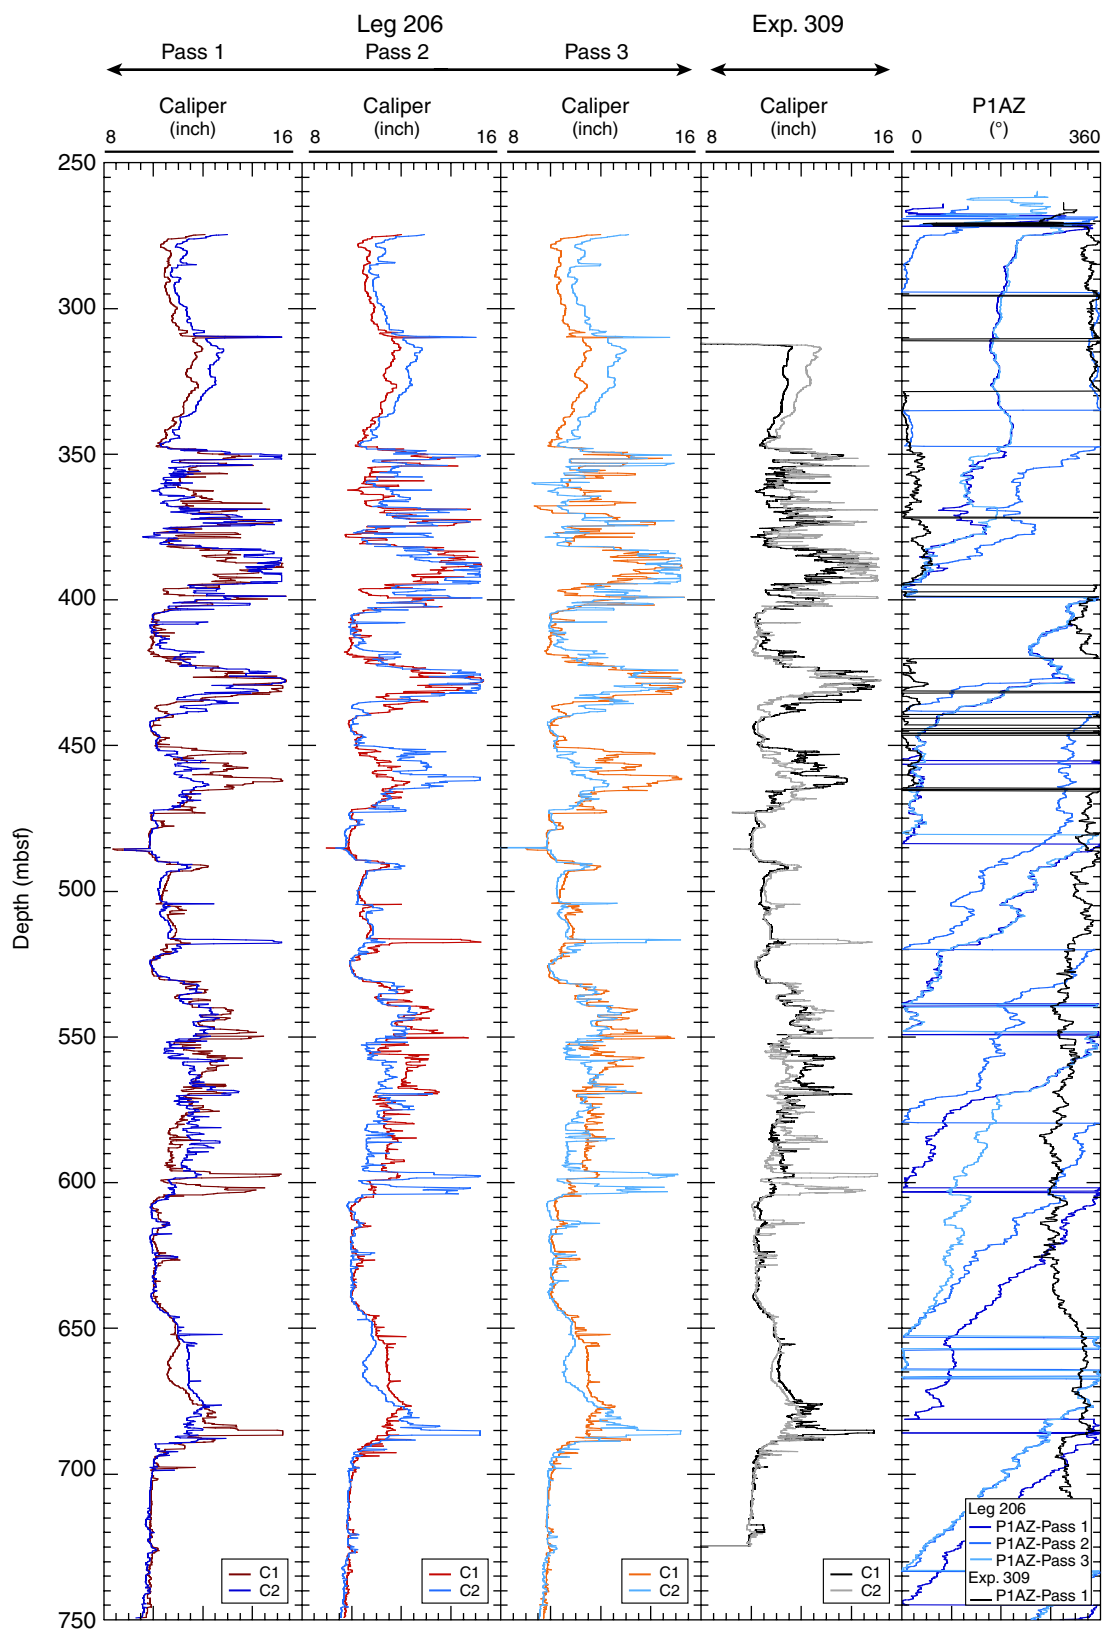 Leg 206 Exp. 309
Pass 1 Pass 2 Pass 3
Caliper Caliper Caliper Caliper P1AZ
(inch) (inch) (inch) (inch) (°)
8 16 8 16 8 16 8 16 0 360
250
300
350
400
450
500
550
600
650
700
750
Depth (mbsf)
C1
C2
C1
C2
C1
C2
C1
C2
Leg 206
P1AZ-Pass 1
P1AZ-Pass 2
P1AZ-Pass 3
Exp. 309
P1AZ-Pass 1